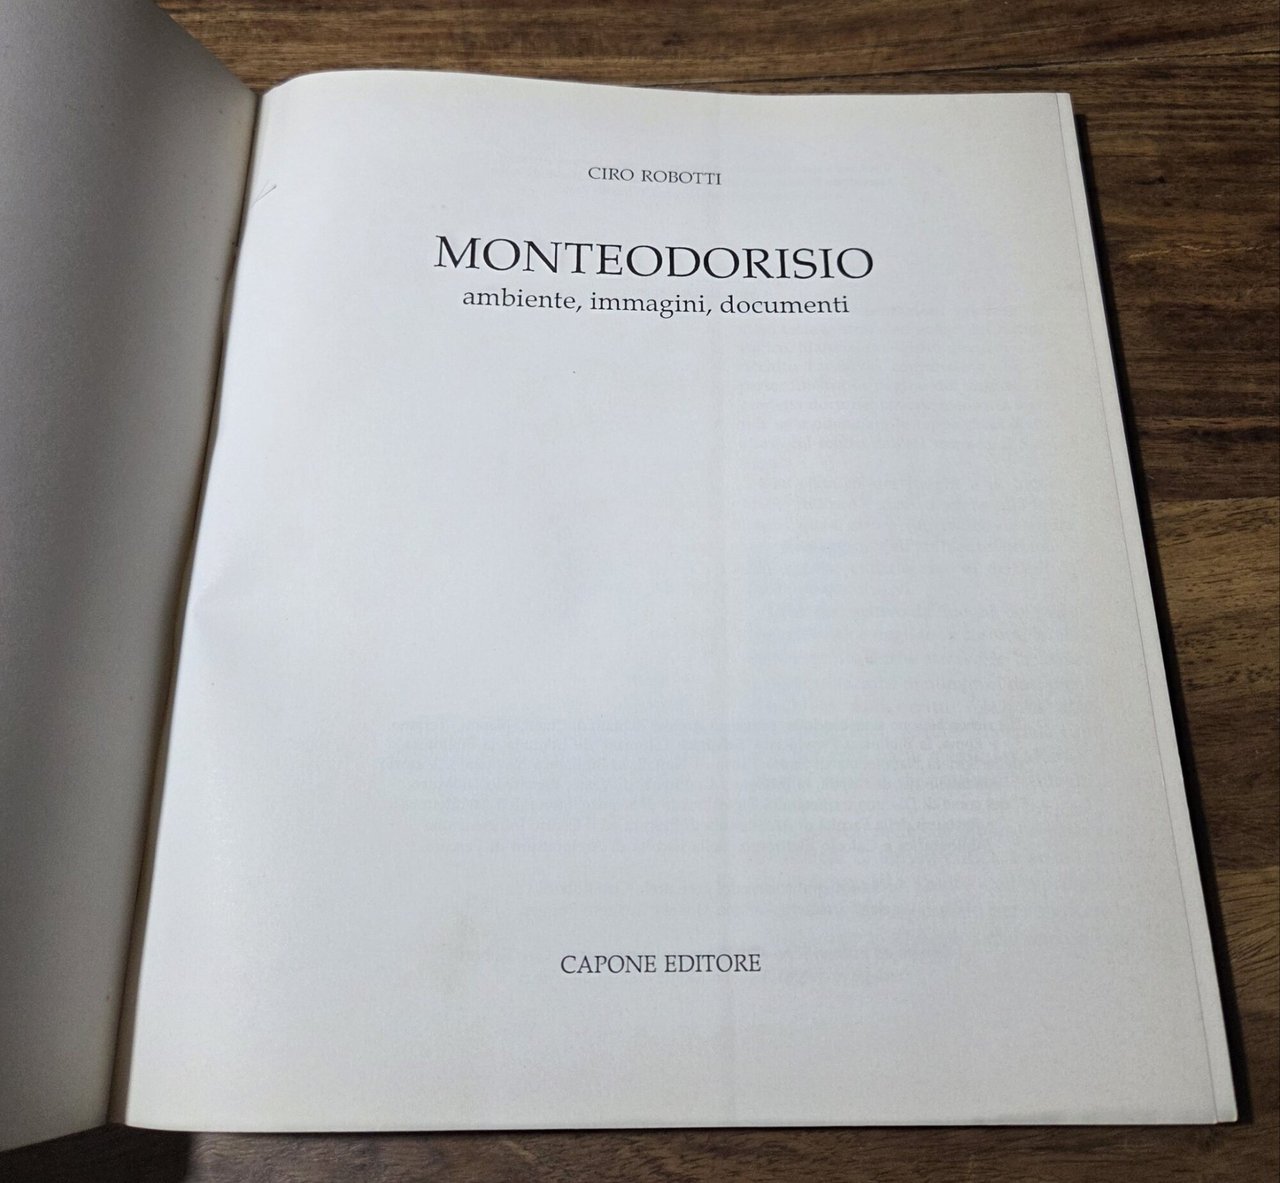 CIRO ROBOTTI
MONTEODORISIO
ambiente, immagini, documenti
CAPONE EDITORE